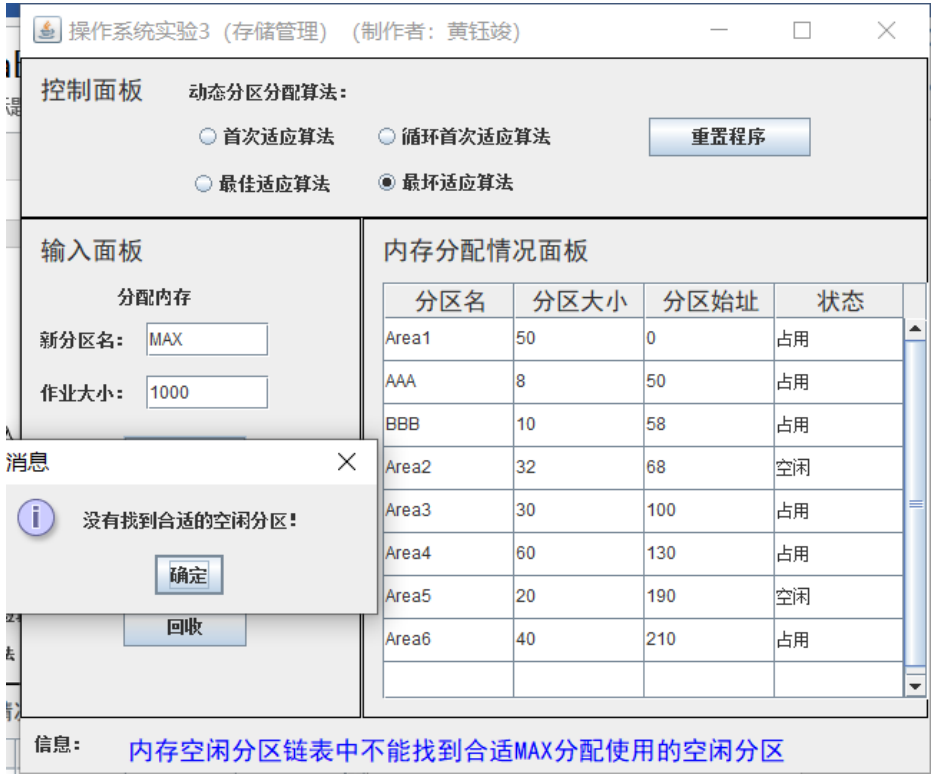 操作系统实验3（存储管理）（制作者：黄钰竣）
控制面板
动态分区分配算法：
首次适应算法 循环首次适应算法 重置程序
最佳适应算法 最坏适应算法
输入面板
分配内存
新分区名： MAX
作业大小： 1000
消息
没有找到合适的空闲分区！
确定
回收
内存分配情况面板
分区名 分区大小 分区始址 状态
Area1 50 0 占用
AAA 8 50 占用
BBB 10 58 占用
Area2 32 68 空闲
Area3 30 100 占用
Area4 60 130 占用
Area5 20 190 空闲
Area6 40 210 占用
信息： 内存空闲分区链表中不能找到合适MAX分配使用的空闲分区